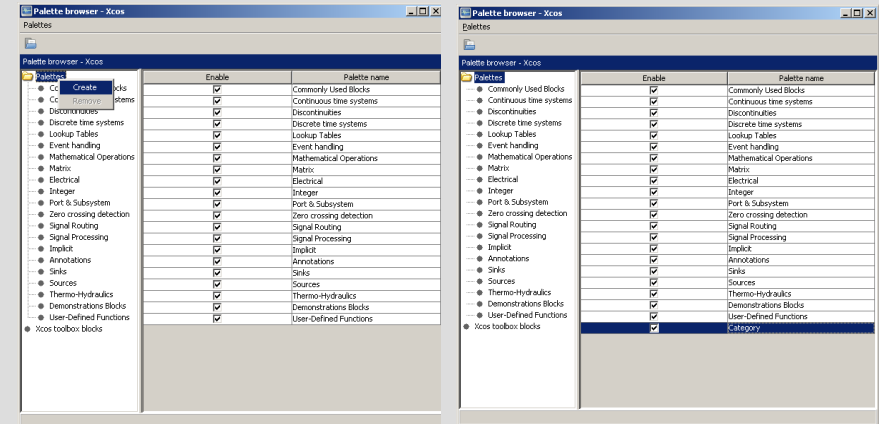 Palette browser - Xcos
Palettes
Palette browser - Xcos
Palettes
Create
Remove
Cc
ocks
Cc
stems
Discontinuities
Discrete time systems
Lookup Tables
Event handling
Mathematical Operations
Matrix
Electrical
Integer
Port & Subsystem
Zero crossing detection
Signal Routing
Signal Processing
Implicit
Annotations
Sinks
Sources
Thermo-Hydraulics
Demonstrations Blocks
User-Defined Functions
Xcos toolbox blocks
Enable Palette name
Commonly Used Blocks
Continuous time systems
Discontinuities
Discrete time systems
Lookup Tables
Event handling
Mathematical Operations
Matrix
Electrical
Integer
Port & Subsystem
Zero crossing detection
Signal Routing
Signal Processing
Implicit
Annotations
Sinks
Sources
Thermo-Hydraulics
Demonstrations Blocks
User-Defined Functions
Palette browser - Xcos
Palettes
Palette browser - Xcos
Palettes
Commonly Used Blocks
Continuous time systems
Discontinuities
Discrete time systems
Lookup Tables
Event handling
Mathematical Operations
Matrix
Electrical
Integer
Port & Subsystem
Zero crossing detection
Signal Routing
Signal Processing
Implicit
Annotations
Sinks
Sources
Thermo-Hydraulics
Demonstrations Blocks
User-Defined Functions
Xcos toolbox blocks
Enable Palette name
Commonly Used Blocks
Continuous time systems
Discontinuities
Discrete time systems
Lookup Tables
Event handling
Mathematical Operations
Matrix
Electrical
Integer
Port & Subsystem
Zero crossing detection
Signal Routing
Signal Processing
Implicit
Annotations
Sinks
Sources
Thermo-Hydraulics
Demonstrations Blocks
User-Defined Functions
Category